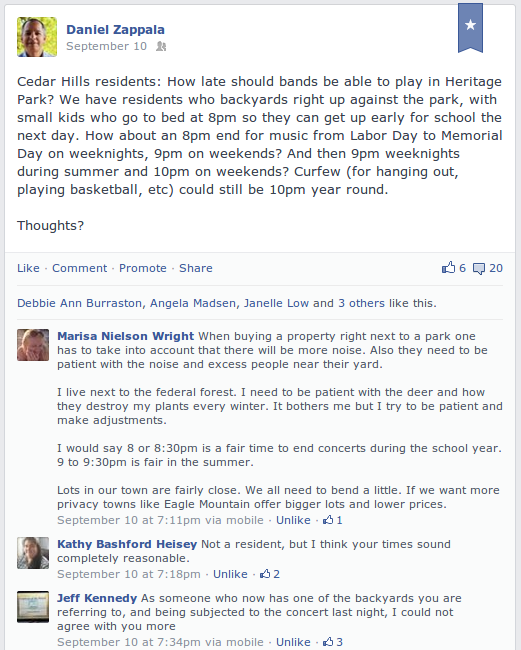 Daniel Zappala
September 10
Cedar Hills residents: How late should bands be able to play in Heritage
Park? We have residents who backyards right up against the park, with
small kids who go to bed at 8pm so they can get up early for school the
next day. How about an 8pm end for music from Labor Day to Memorial
Day on weeknights, 9pm on weekends? And then 9pm weeknights
during summer and 10pm on weekends? Curfew (for hanging out,
playing basketball, etc) could still be 10pm year round.
Thoughts?
Like · Comment · Promote · Share 6 20
Debbie Ann Burraston, Angela Madsen, Janelle Low and 3 others like this.
Marisa Nielson Wright When buying a property right next to a park one
has to take into account that there will be more noise. Also they need to be
patient with the noise and excess people near their yard.
I live next to the federal forest. I need to be patient with the deer and how
they destroy my plants every winter. It bothers me but I try to be patient and
make adjustments.
I would say 8 or 8:30pm is a fair time to end concerts during the school year.
9 to 9:30pm is fair in the summer.
Lots in our town are fairly close. We all need to bend a little. If we want more
privacy towns like Eagle Mountain offer bigger lots and lower prices.
September 10 at 7:11pm via mobile · Unlike · 1
Kathy Bashford Heisey Not a resident, but I think your times sound
completely reasonable.
September 10 at 7:18pm · Unlike · 2
Jeff Kennedy As someone who now has one of the backyards you are
referring to, and being subjected to the concert last night, I could not
agree with you more
September 10 at 7:34pm via mobile · Unlike · 3